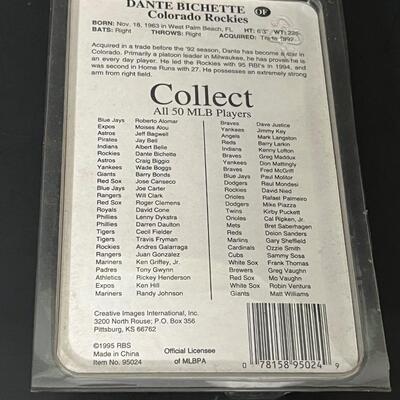 DANTE BICHETTE OF
Colorado Rockies
BORN: Nov. 18, 1963 in West Palm Beach, FL HT: 6'3" WT: 225
BATS: Right THROWS: Right ACQUIRED: Trade 1992
Acquired in a trade before the '92 season, Dante has become a star in
Colorado. Primarily a platoon leader in Milwaukee, he has proved he is
an every day player. He led the Rockies with 95 RBI's in 1994, and
was second in Home Runs with 27. He possesses an extremely strong
arm from right field.
Collect
All 50 MLB Players
Blue Jays Roberto Alomar
Expos Moises Alou
Astros Jeff Bagwell
Pirates Jay Bell
Indians Albert Belle
Rockies Dante Bichette
Astros Craig Biggio
Yankees Wade Boggs
Giants Barry Bonds
Red Sox Jose Canseco
Blue Jays Joe Carter
Rangers Will Clark
Red Sox Roger Clemens
Royals David Cone
Phillies Lenny Dykstra
Phillies Darren Daulton
Tigers Cecil Fielder
Tigers Travis Fryman
Rockies Andres Galarraga
Rangers Juan Gonzalez
Mariners Ken Griffey, Jr.
Padres Tony Gwynn
Athletics Rickey Henderson
Expos Ken Hill
Mariners Randy Johnson
Braves Dave Justice
Yankees Jimmy Key
Angels Mark Langston
Reds Barry Larkin
Indians Kenny Lofton
Braves Greg Maddux
Yankees Don Mattingly
Braves Fred McGriff
Blue Jays Paul Molitor
Dodgers Raul Mondesi
Rockies David Nied
Orioles Rafael Palmeiro
Dodgers Mike Piazza
Twins Kirby Puckett
Orioles Cal Ripken, Jr.
Mets Bret Saberhagen
Reds Deion Sanders
Marlins Gary Sheffield
Cardinals Ozzie Smith
Cubs Sammy Sosa
White Sox Frank Thomas
Brewers Greg Vaughn
Red Sox Mo Vaughn
White Sox Robin Ventura
Giants Matt Williams
Creative Images International, Inc.
3200 North Rouse; P.O. Box 356
Pittsburg, KS 66762
©1995 RBS
Made in China
Item No. 95024
Official Licensee
of MLBPA
0 78158 95024 9